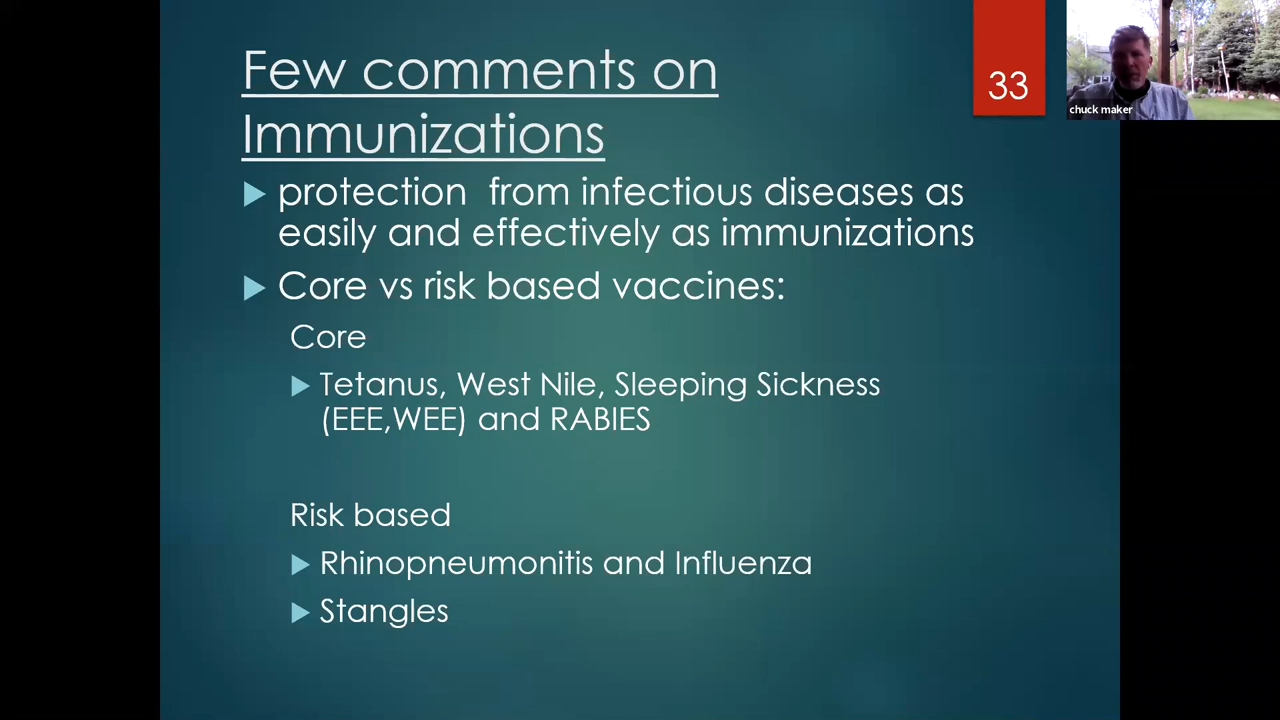 Few comments on
Immunizations
33
chuck maker
protection from infectious diseases as
easily and effectively as immunizations
Core vs risk based vaccines:
Core
Tetanus, West Nile, Sleeping Sickness
(EEE,WEE) and RABIES
Risk based
Rhinopneumonitis and Influenza
Stangles